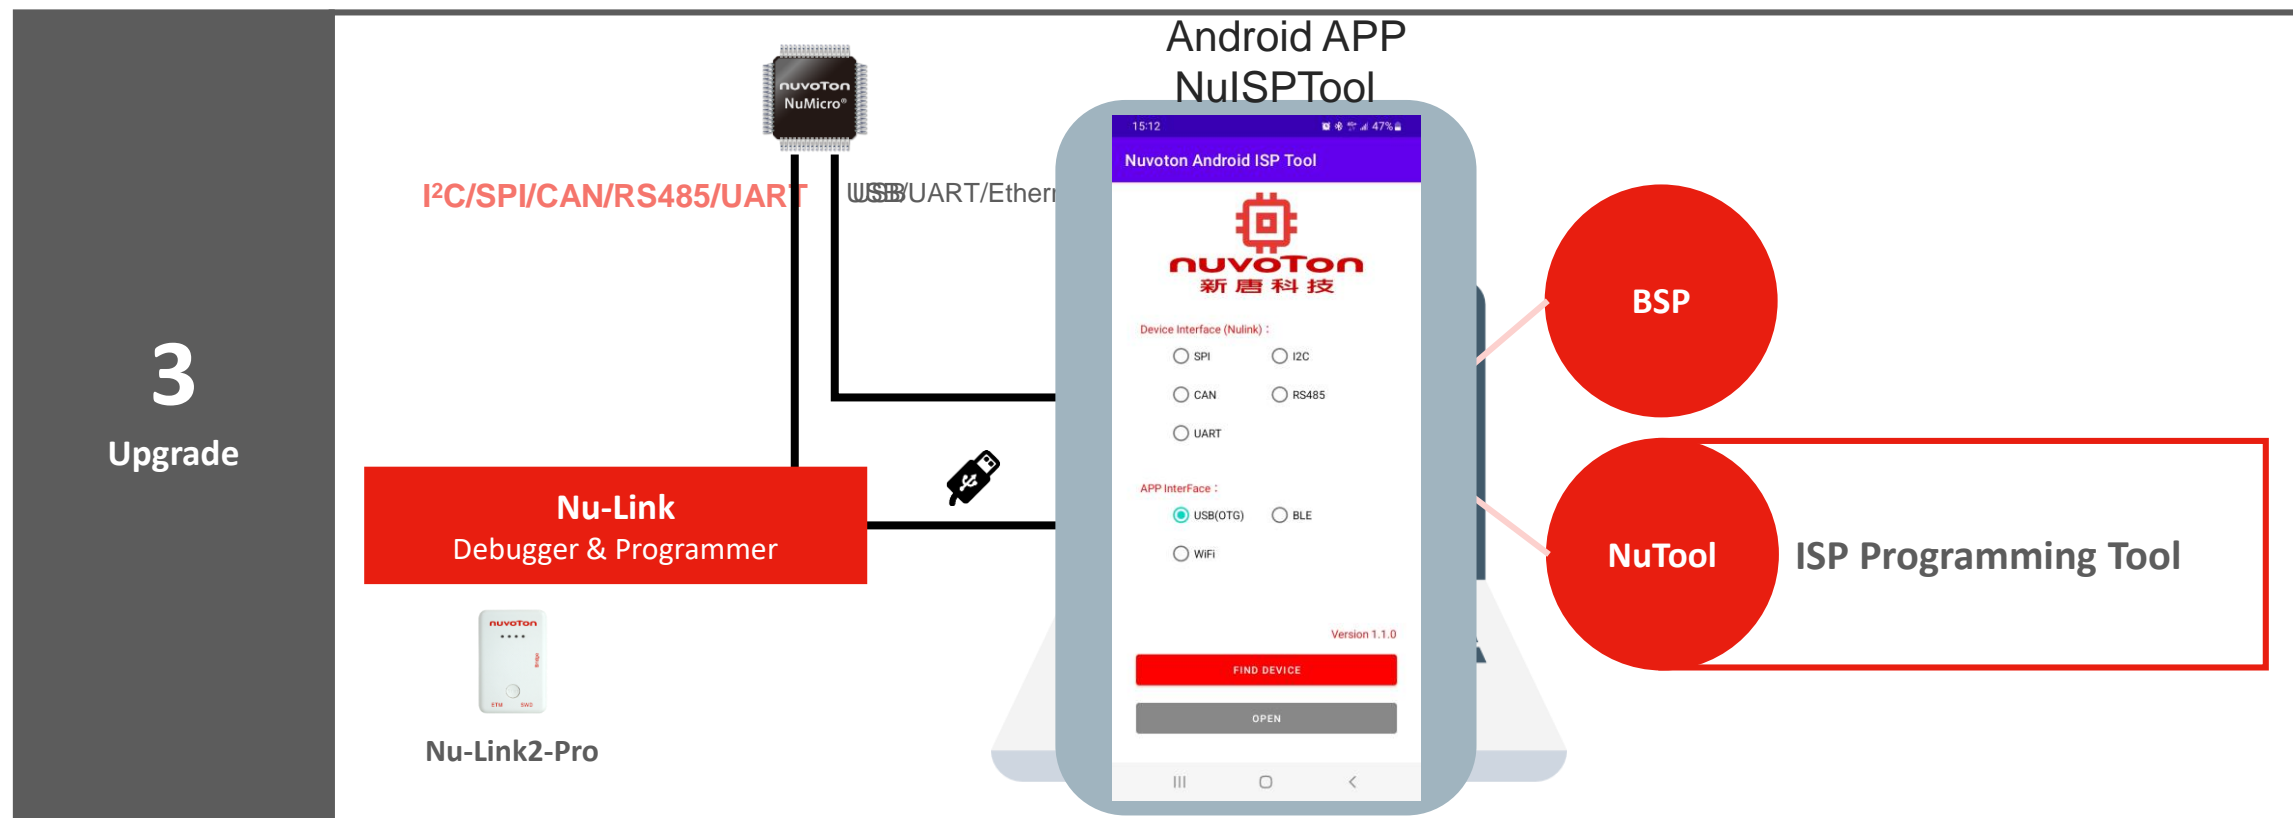 3
Upgrade
nuvoTon
NuMicro®
I²C/SPI/CAN/RS485/UART
USB/UART/Ether
Nu-Link
Debugger & Programmer
nuvoTon
Bridge
ETM SWD
Nu-Link2-Pro
Android APP
NuISPTool
15:12
47%
Nuvoton Android ISP Tool
nuvoTon
新唐科技
Device Interface (Nulink) :
SPI I2C
CAN RS485
UART
APP InterFace :
USB(OTG) BLE
WiFi
Version 1.1.0
FIND DEVICE
OPEN
BSP
NuTool
ISP Programming Tool